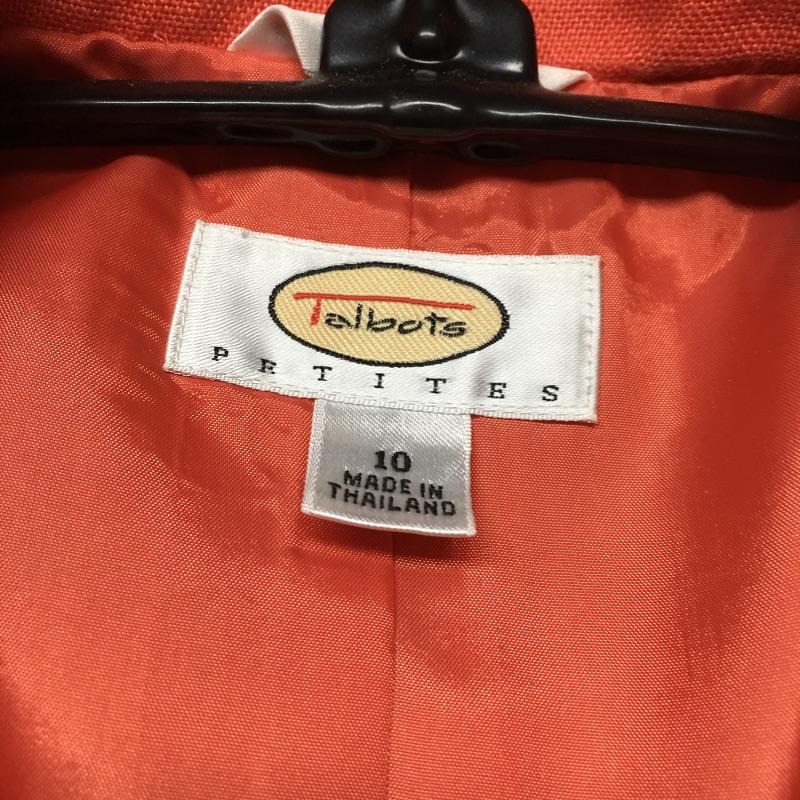 Talbots
PETITES
10
MADE IN
THAILAND